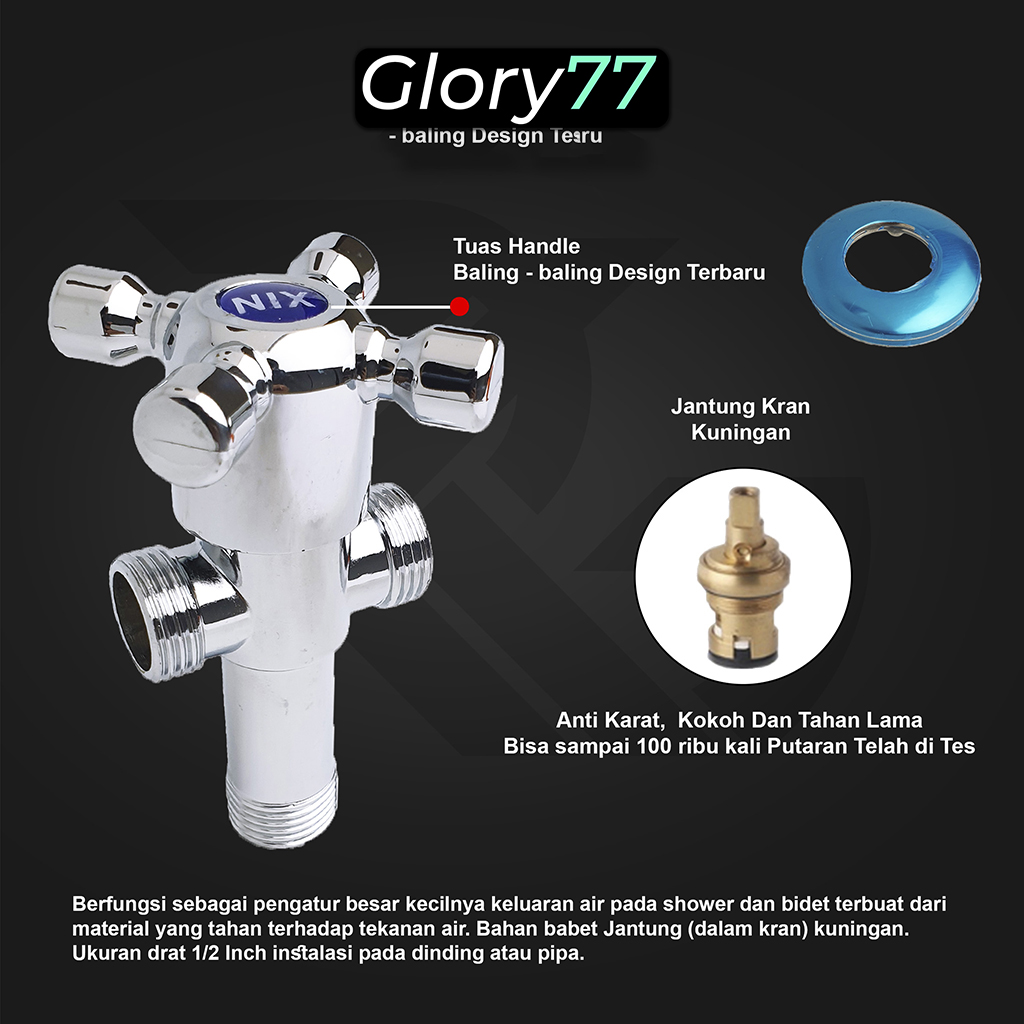 Glory77
- baling Design
Tuas Handle
Baling - baling Design Terbaru
NIX
Jantung Kran
Kuningan
Anti Karat, Kokoh Dan Tahan Lama
Bisa sampai 100 ribu kali Putaran Telah di Tes
Berfungsi sebagai pengatur besar kecilnya keluaran air pada shower dan bidet terbuat dari
material yang tahan terhadap tekanan air. Bahan babet Jantung (dalam kran) kuningan.
Ukuran drat 1/2 Inch instalasi pada dinding atau pipa.